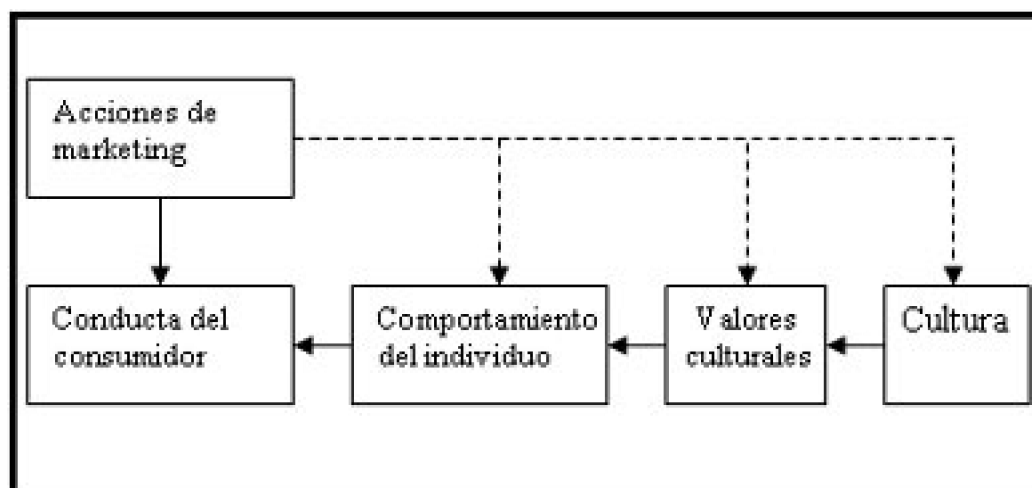 Acciones de
marketing
Conducta del
consumidor
Comportamiento
del individuo
Valores
culturales
Cultura